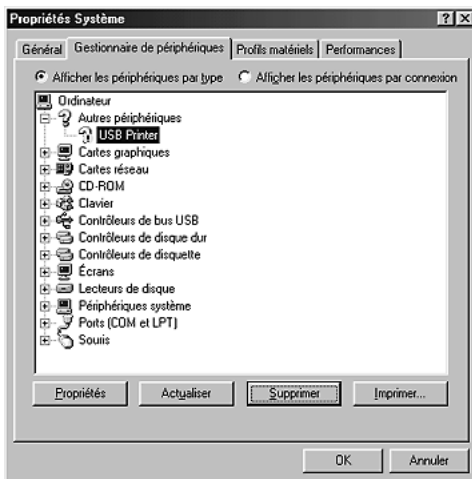 Propriétés Système
Général Gestionnaire de périphériques Profils matériels Performances
Afficher les périphériques par type Afficher les périphériques par connexion
Ordinateur
Autres périphériques
USB Printer
Cartes graphiques
Cartes réseau
CD-ROM
Clavier
Contrôleurs de bus USB
Contrôleurs de disque dur
Contrôleurs de disquette
Écrans
Lecteurs de disque
Périphériques système
Ports (COM et LPT)
Souris
Propriétés Actualiser Supprimer Imprimer...
OK Annuler